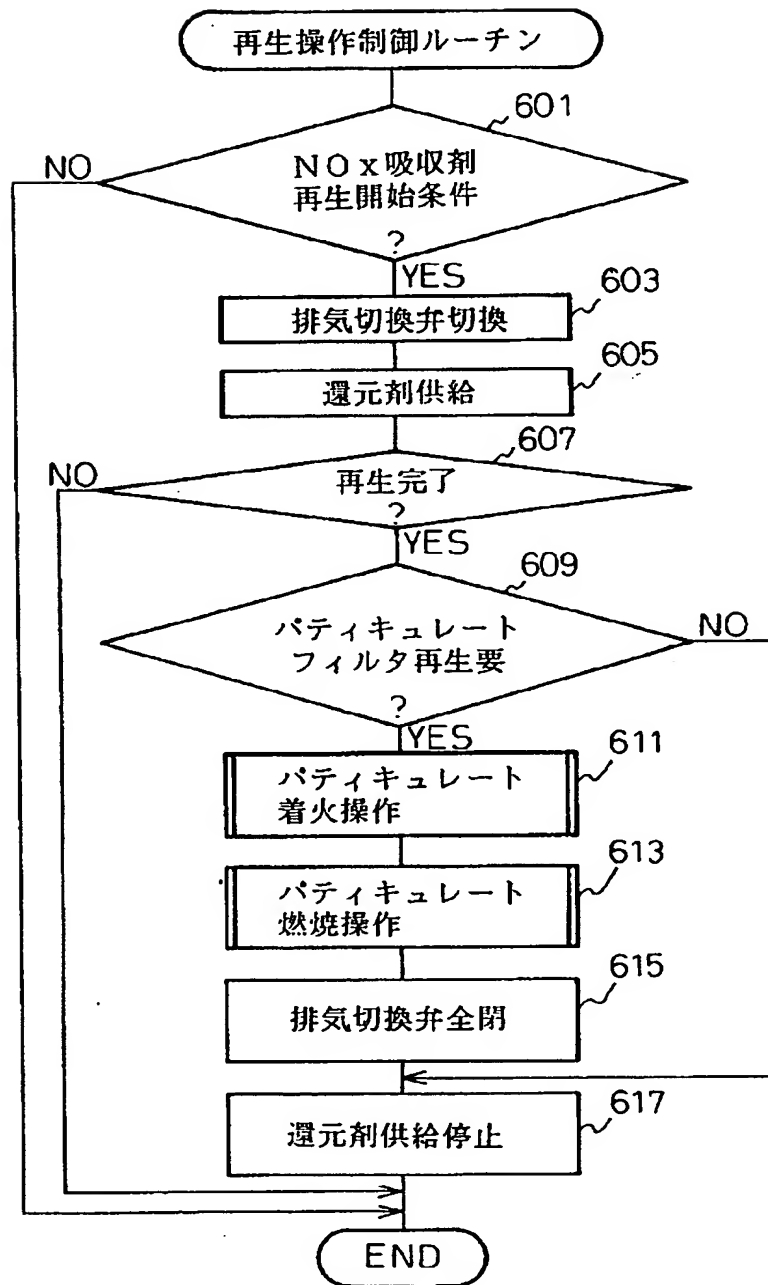 再生操作制御ルーチン
601
NO
NOx吸収剤
再生開始条件
?
YES
603
排気切換弁切換
605
還元剤供給
607
NO
再生完了
?
YES
609
パティキュレート
フィルタ再生要
NO
?
YES
611
パティキュレート
着火操作
613
パティキュレート
燃焼操作
615
排気切換弁全閉
617
還元剤供給停止
END